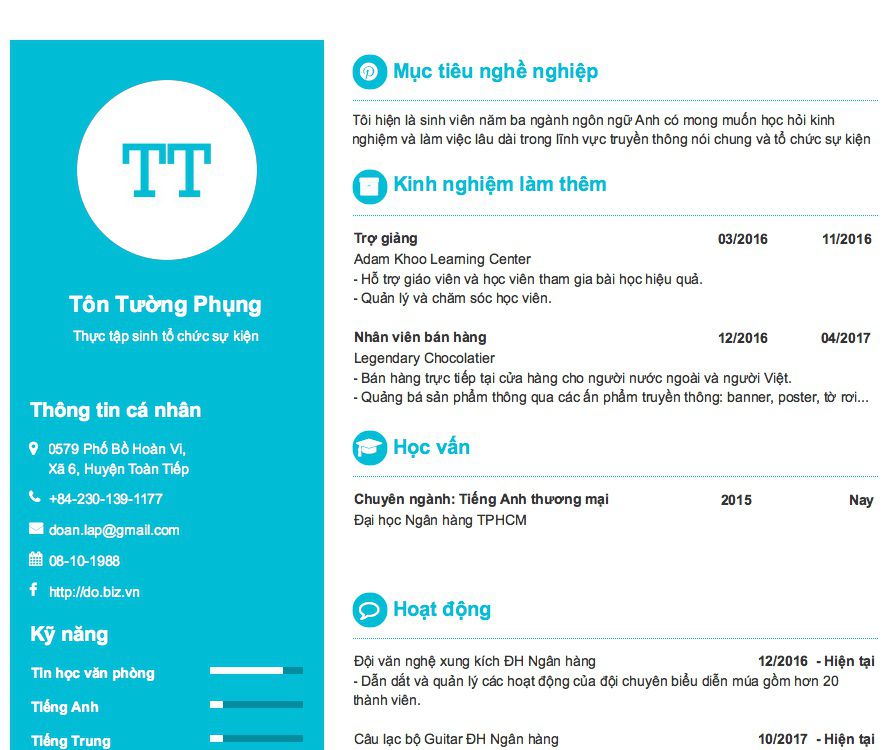 TT
Tôn Tường Phụng
Thực tập sinh tổ chức sự kiện
Thông tin cá nhân
0579 Phố Bồ Hoàn Vi,
Xã 6, Huyện Toàn Tiếp
+84-230-139-1177
doan.lap@gmail.com
08-10-1988
http://do.biz.vn
Kỹ năng
Tin học văn phòng
Tiếng Anh
Tiếng Trung
Mục tiêu nghề nghiệp
Tôi hiện là sinh viên năm ba ngành ngôn ngữ Anh có mong muốn học hỏi kinh
nghiệm và làm việc lâu dài trong lĩnh vực truyền thông nói chung và tổ chức sự kiện
Kinh nghiệm làm thêm
Trợ giảng 03/2016 11/2016
Adam Khoo Learning Center
- Hỗ trợ giáo viên và học viên tham gia bài học hiệu quả.
- Quản lý và chăm sóc học viên.
Nhân viên bán hàng 12/2016 04/2017
Legendary Chocolatier
- Bán hàng trực tiếp tại cửa hàng cho người nước ngoài và người Việt.
- Quảng bá sản phẩm thông qua các ấn phẩm truyền thông: banner, poster, tờ rơi...
Học vấn
Chuyên ngành: Tiếng Anh thương mại 2015 Nay
Đại học Ngân hàng TPHCM
Hoạt động
Đội văn nghệ xung kích ĐH Ngân hàng 12/2016 - Hiện tại
- Dẫn dắt và quản lý các hoạt động của đội chuyên biểu diễn múa gồm hơn 20
thành viên.
Câu lạc bộ Guitar ĐH Ngân hàng 10/2017 - Hiện tại